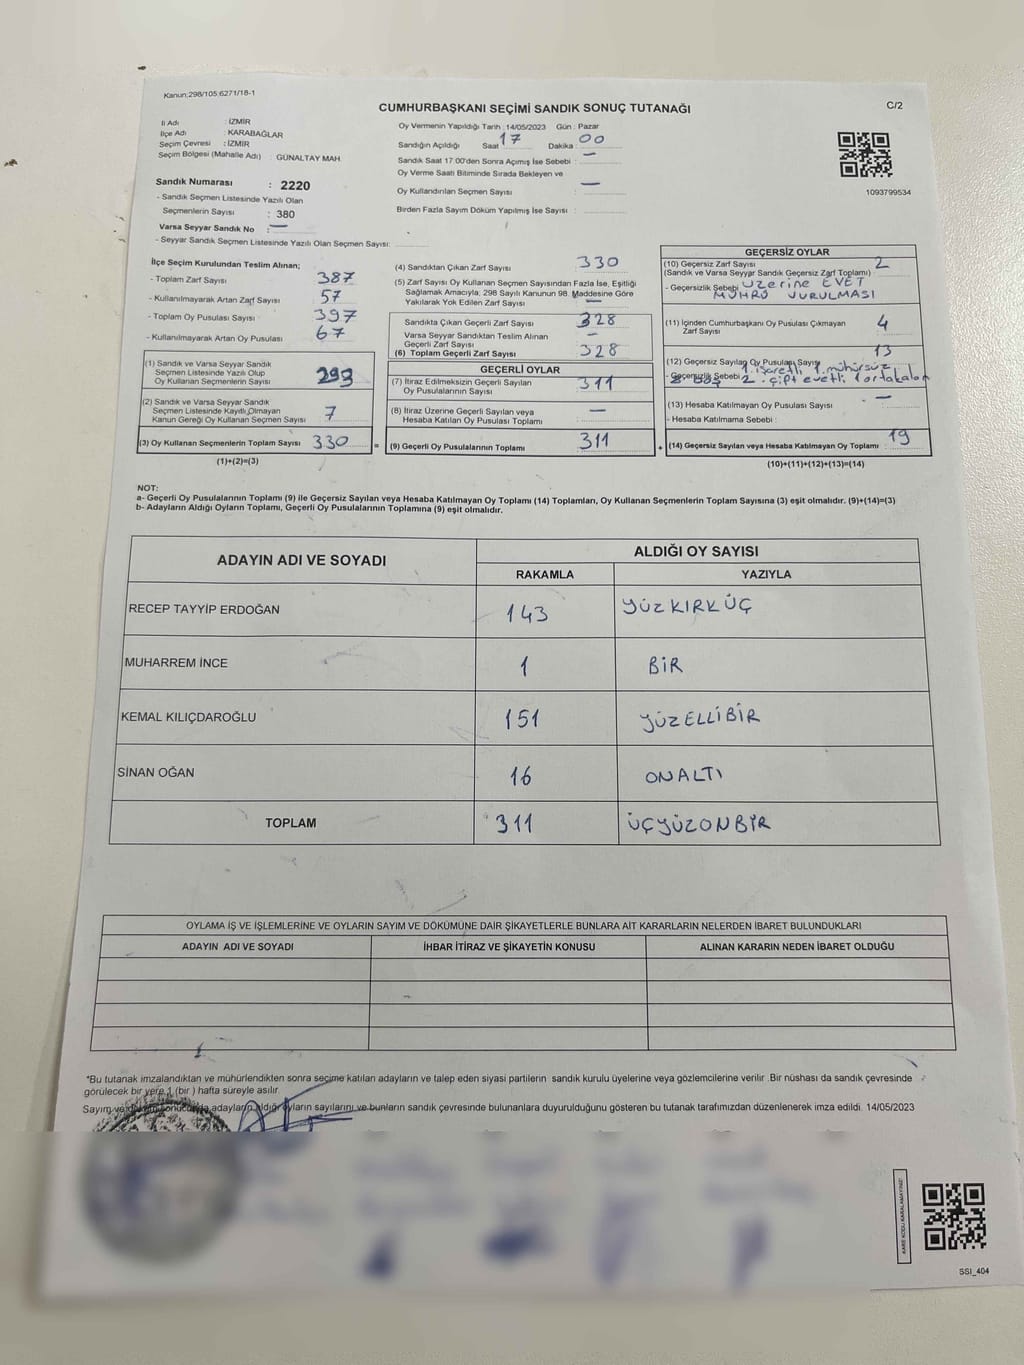 Kanun:298/105.6271/18-1
CUMHURBAŞKANI SEÇİMİ SANDIK SONUÇ TUTANAĞI
C/2
İl Adı : İZMİR
İlçe Adı : KARABAĞLAR
Seçim Çevresi : İZMİR
Seçim Bölgesi (Mahalle Adı) : GÜNALTAY MAH
Sandık Numarası : 2220
- Sandık Seçmen Listesinde Yazılı Olan
Seçmenlerin Sayısı : 380
Varsa Seyyar Sandık No : —
- Seyyar Sandık Seçmen Listesinde Yazılı Olan Seçmen Sayısı:
Oy Vermenin Yapıldığı Tarih : 14/05/2023 Gün : Pazar
Sandığın Açıldığı Saat 17 Dakika : 00
Sandık Saat 17.00'den Sonra Açımış İse Sebebi : —
Oy Verme Saati Bitiminde Sırada Bekleyen ve
Oy Kullandırılan Seçmen Sayısı : —
Birden Fazla Sayım Döküm Yapılmış İse Sayısı :
1093799534
İlçe Seçim Kurulundan Teslim Alınan;
- Toplam Zarf Sayısı : 387
- Kullanılmayarak Artan Zarf Sayısı : 57
- Toplam Oy Pusulası Sayısı : 397
- Kullanılmayarak Artan Oy Pusulası : 67
(1) Sandık ve Varsa Seyyar Sandık
Seçmen Listesinde Yazılı Olup
Oy Kullanan Seçmenlerin Sayısı
(2) Sandık ve Varsa Seyyar Sandık
Seçmen Listesinde Kayıtlı Olmayan
Kanun Gereği Oy Kullanan Seçmen Sayısı 7
(3) Oy Kullanan Seçmenlerin Toplam Sayısı 330 =
(1)+(2)=(3)
(4) Sandıktan Çıkan Zarf Sayısı : 330
(5) Zarf Sayısı Oy Kullanan Seçmen Sayısından Fazla İse, Eşitliği
Sağlamak Amacıyla; 298 Sayılı Kanunun 98. Maddesine Göre
Yakılarak Yok Edilen Zarf Sayısı : —
Sandıkta Çıkan Geçerli Zarf Sayısı : 328
Varsa Seyyar Sandıktan Teslim Alınan
Geçerli Zarf Sayısı : —
(6) Toplam Geçerli Zarf Sayısı : 328
GEÇERLİ OYLAR
(7) İtiraz Edilmeksizin Geçerli Sayılan
Oy Pusulalarının Sayısı : 311
(8) İtiraz Üzerine Geçerli Sayılan veya
Hesaba Katılan Oy Pusulası Toplamı : —
(9) Geçerli Oy Pusulalarının Toplamı : 311 +
GEÇERSİZ OYLAR
(10) Geçersiz Zarf Sayısı : 2
(Sandık ve Varsa Seyyar Sandık Geçersiz Zarf Toplamı)
- Geçersizlik Sebebi : üzerine EVET
MÜHRÜ VURULMASI
(11) İçinden Cumhurbaşkanı Oy Pusulası Çıkmayan
Zarf Sayısı : 4
(12) Geçersiz Sayılan Oy Pusulası Sayısı : 13
- Geçersizlik Sebebi 1. işaretli 1. mühürsüz
2. çift evetli 1 ortakalan
(13) Hesaba Katılmayan Oy Pusulası Sayısı : —
- Hesaba Katılmama Sebebi :
(14) Geçersiz Sayılan veya Hesaba Katılmayan Oy Toplamı : 19
(10)+(11)+(12)+(13)=(14)
NOT:
a- Geçerli Oy Pusulalarının Toplamı (9) ile Geçersiz Sayılan veya Hesaba Katılmayan Oy Toplamı (14) Toplamları, Oy Kullanan Seçmenlerin Toplam Sayısına (3) eşit olmalıdır. (9)+(14)=(3)
b- Adayların Aldığı Oyların Toplamı, Geçerli Oy Pusulalarının Toplamına (9) eşit olmalıdır.
ADAYIN ADI VE SOYADI ALDIĞI OY SAYISI
RAKAMLA YAZIYLA
RECEP TAYYİP ERDOĞAN 143 YÜZKIRKÜÇ
MUHARREM İNCE 1 BİR
KEMAL KILIÇDAROĞLU 151 YÜZELLİBİR
SİNAN OĞAN 16 ONALTI
TOPLAM 311 ÜÇYÜZONBİR
OYLAMA İŞ VE İŞLEMLERİNE VE OYLARIN SAYIM VE DÖKÜMÜNE DAİR ŞİKAYETLERLE BUNLARA AİT KARARLARIN NELERDEN İBARET BULUNDUKLARI
ADAYIN ADI VE SOYADI İHBAR İTİRAZ VE ŞİKAYETİN KONUSU ALINAN KARARIN NEDEN İBARET OLDUĞU
*Bu tutanak imzalandıktan ve mühürlendikten sonra seçime katılan adayların ve talep eden siyasi partilerin sandık kurulu üyelerine veya gözlemcilerine verilir .Bir nüshası da sandık çevresinde
görülecek bir yere 1 (bir ) hafta süreyle asılır.
Sayım ve döküm sonucunda adayların aldığı oyların sayılarını ve bunların sandık çevresinde bulunanlara duyurulduğunu gösteren bu tutanak tarafımızdan düzenlenerek imza edildi. 14/05/2023
KARE KODU KARALAMAYINIZ!
SSI_404